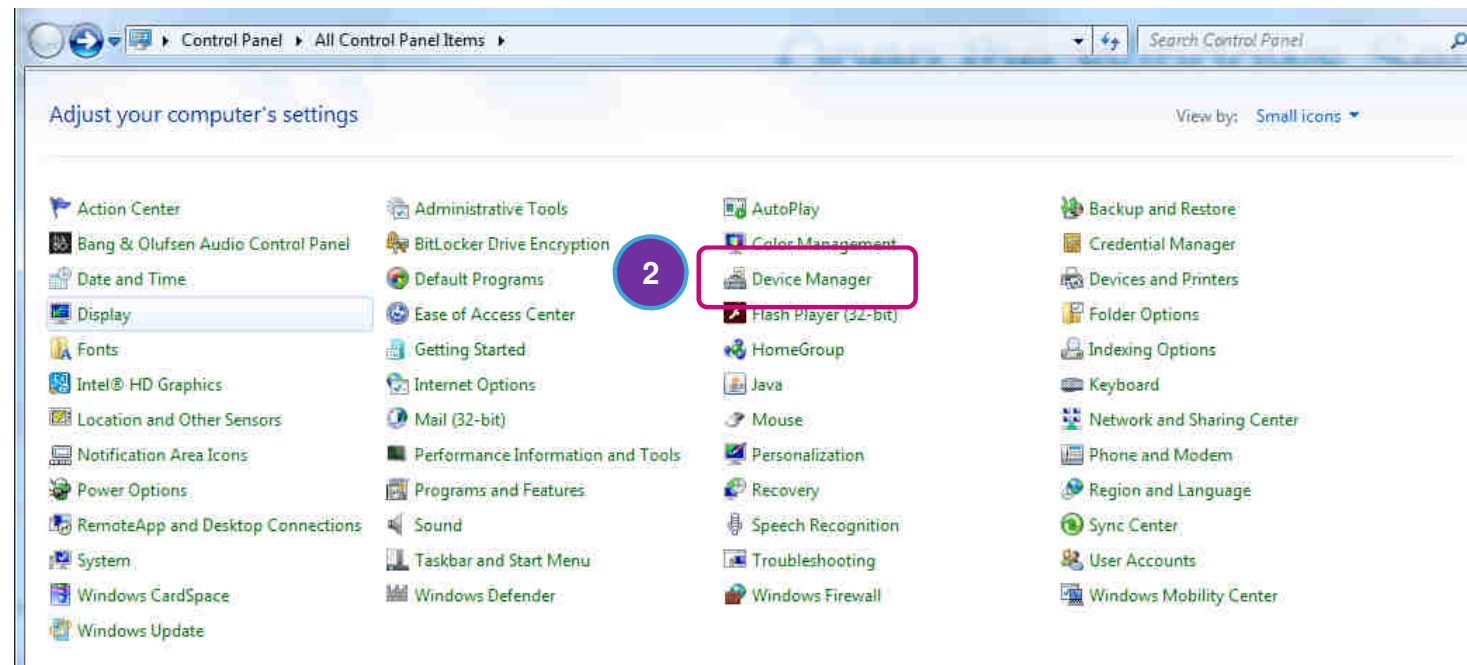 Control Panel ▸ All Control Panel Items ▸ Search Control Panel
Adjust your computer's settings
View by: Small icons
Action Center Administrative Tools AutoPlay Backup and Restore
Bang & Olufsen Audio Control Panel BitLocker Drive Encryption Color Management Credential Manager
Date and Time Default Programs 2 Device Manager Devices and Printers
Display Ease of Access Center Flash Player (32-bit) Folder Options
Fonts Getting Started HomeGroup Indexing Options
Intel® HD Graphics Internet Options Java Keyboard
Location and Other Sensors Mail (32-bit) Mouse Network and Sharing Center
Notification Area Icons Performance Information and Tools Personalization Phone and Modem
Power Options Programs and Features Recovery Region and Language
RemoteApp and Desktop Connections Sound Speech Recognition Sync Center
System Taskbar and Start Menu Troubleshooting User Accounts
Windows CardSpace Windows Defender Windows Firewall Windows Mobility Center
Windows Update